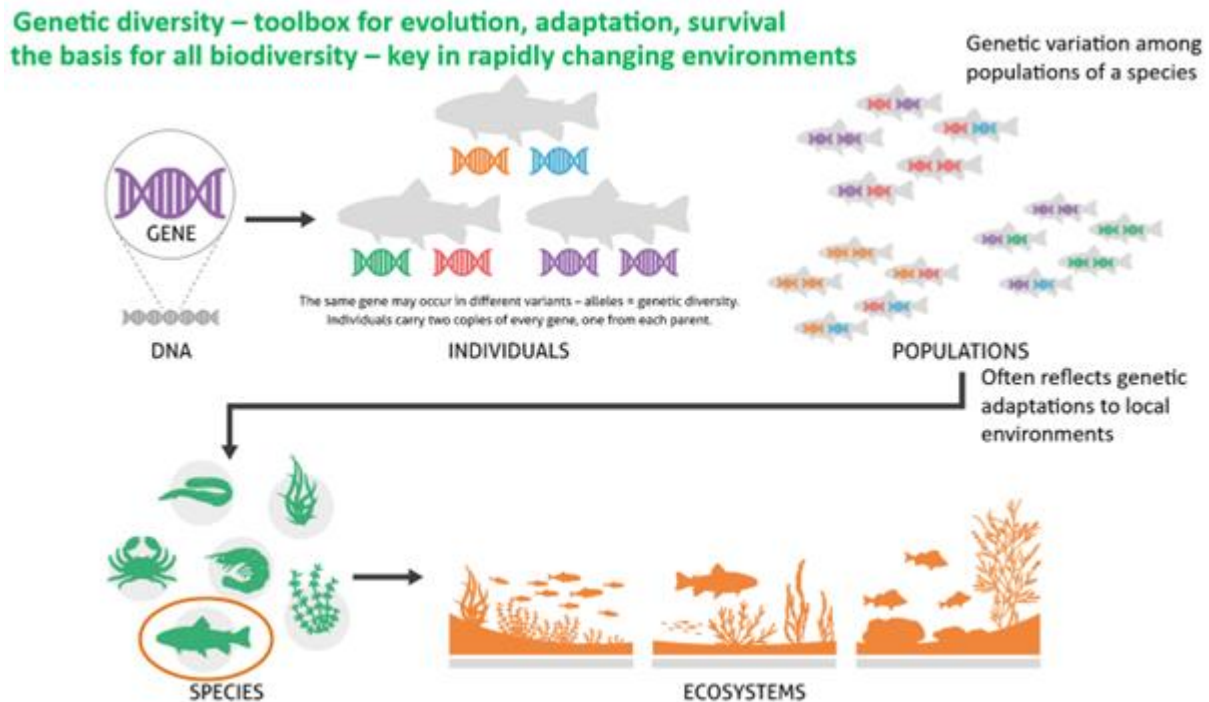 Genetic diversity – toolbox for evolution, adaptation, survival
the basis for all biodiversity – key in rapidly changing environments
Genetic variation among
populations of a species
GENE
DNA
The same gene may occur in different variants – alleles = genetic diversity.
Individuals carry two copies of every gene, one from each parent.
INDIVIDUALS
POPULATIONS
Often reflects genetic
adaptations to local
environments
SPECIES
ECOSYSTEMS